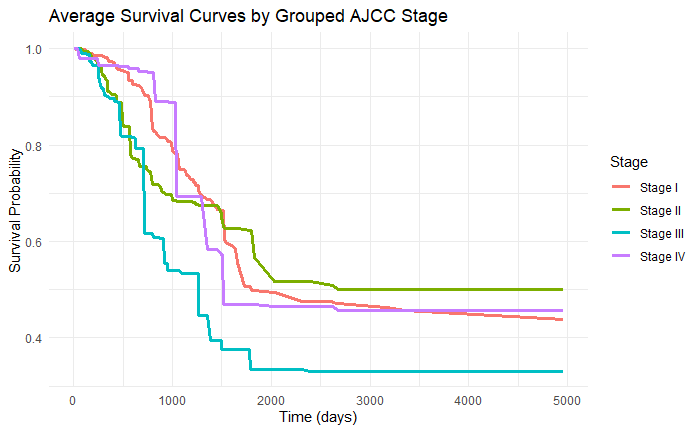 Average Survival Curves by Grouped AJCC Stage
Survival Probability
1.0
0.8
0.6
0.4
0
1000
2000
3000
4000
5000
Time (days)
Stage
Stage I
Stage II
Stage III
Stage IV